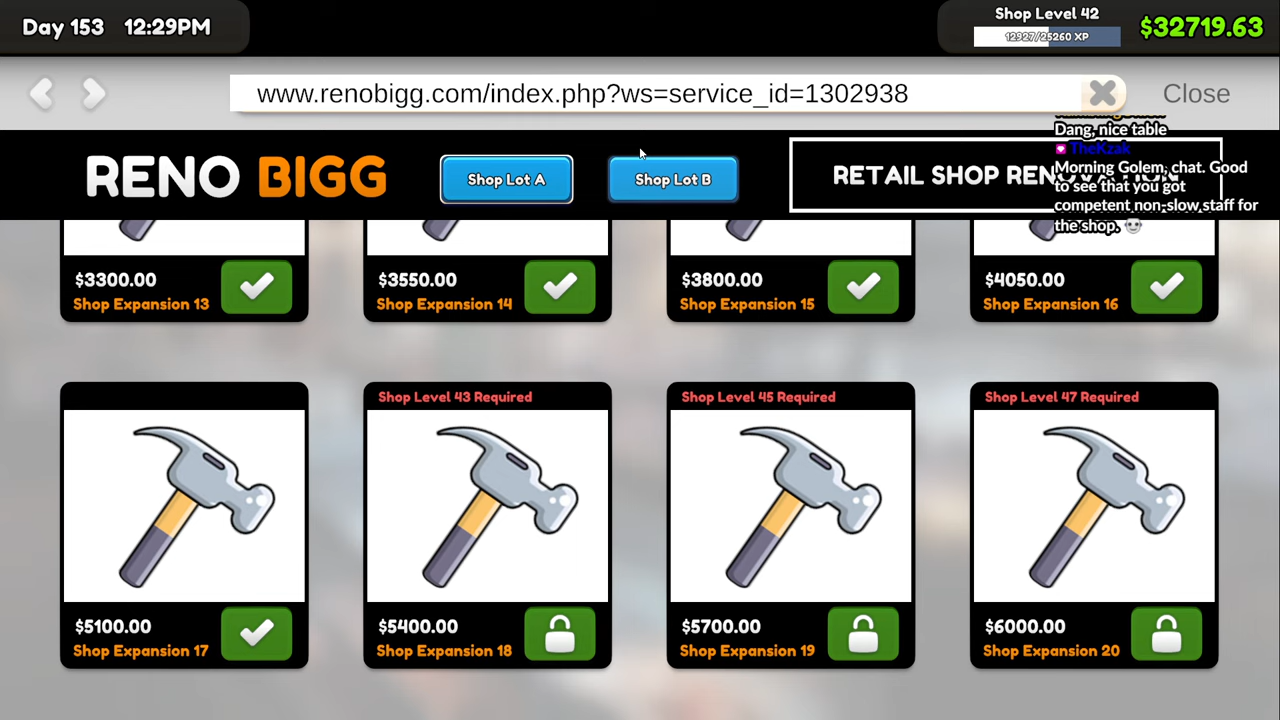 Day 153 12:29PM
Shop Level 42
12927/25260 XP
$32719.63
www.renobigg.com/index.php?ws=service_id=1302938
Close
Dang, nice table
TheKzak
Morning Golem, chat. Good
to see that you got
competent non-slow staff for
the shop.
RENO BIGG
Shop Lot A
Shop Lot B
RETAIL SHOP
$3300.00
Shop Expansion 13
$3550.00
Shop Expansion 14
$3800.00
Shop Expansion 15
$4050.00
Shop Expansion 16
Shop Level 43 Required
Shop Level 45 Required
Shop Level 47 Required
$5100.00
Shop Expansion 17
$5400.00
Shop Expansion 18
$5700.00
Shop Expansion 19
$6000.00
Shop Expansion 20